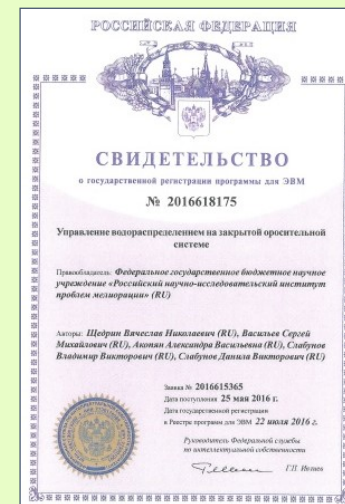 РОССИЙСКАЯ ФЕДЕРАЦИЯ
СВИДЕТЕЛЬСТВО
о государственной регистрации программы для ЭВМ
№ 2016618175
Управление водораспределением на закрытой оросительной
системе
Правообладатель: Федеральное государственное бюджетное научное
учреждение «Российский научно-исследовательский институт
проблем мелиорации» (RU)
Авторы: Щедрин Вячеслав Николаевич (RU), Васильев Сергей
Михайлович (RU), Акопян Александра Васильевна (RU), Слабунов
Владимир Викторович (RU), Слабунов Данила Викторович (RU)
Заявка № 2016615365
Дата поступления 25 мая 2016 г.
Дата государственной регистрации
в Реестре программ для ЭВМ 22 июля 2016 г.
Руководитель Федеральной службы
по интеллектуальной собственности
Г.П. Ивлиев